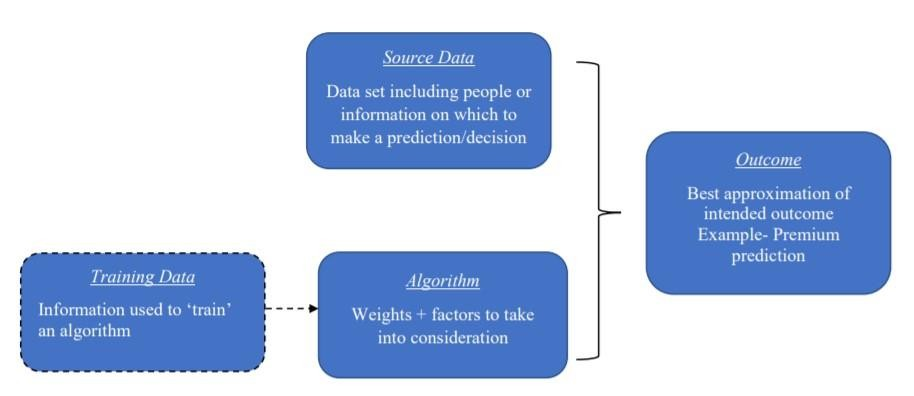 Source Data
Data set including people or
information on which to
make a prediction/decision
Outcome
Best approximation of
intended outcome
Example- Premium
prediction
Training Data
Information used to ‘train’
an algorithm
Algorithm
Weights + factors to take
into consideration